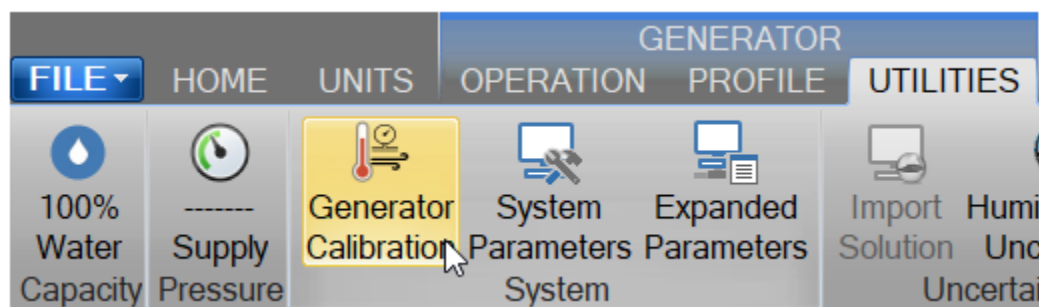 GENERATOR
FILE HOME UNITS OPERATION PROFILE UTILITIES
100% ------- Generator System Expanded Import
Water Supply Calibration Parameters Parameters Solution
Capacity Pressure System